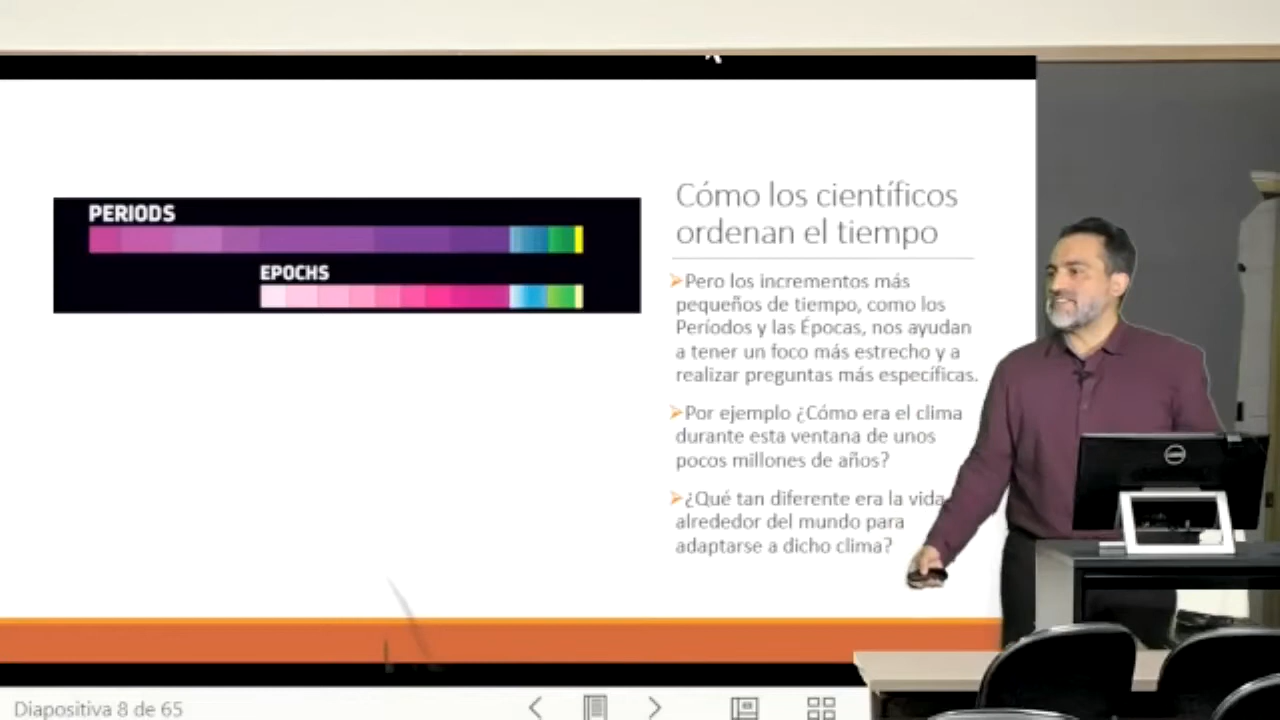 PERIODS
EPOCHS
Cómo los científicos
ordenan el tiempo
Pero los incrementos más
pequeños de tiempo, como los
Períodos y las Épocas, nos ayudan
a tener un foco más estrecho y a
realizar preguntas más específicas.
Por ejemplo ¿Cómo era el clima
durante esta ventana de unos
pocos millones de años?
¿Qué tan diferente era la vida
alrededor del mundo para
adaptarse a dicho clima?
Diapositiva 8 de 65
DELL